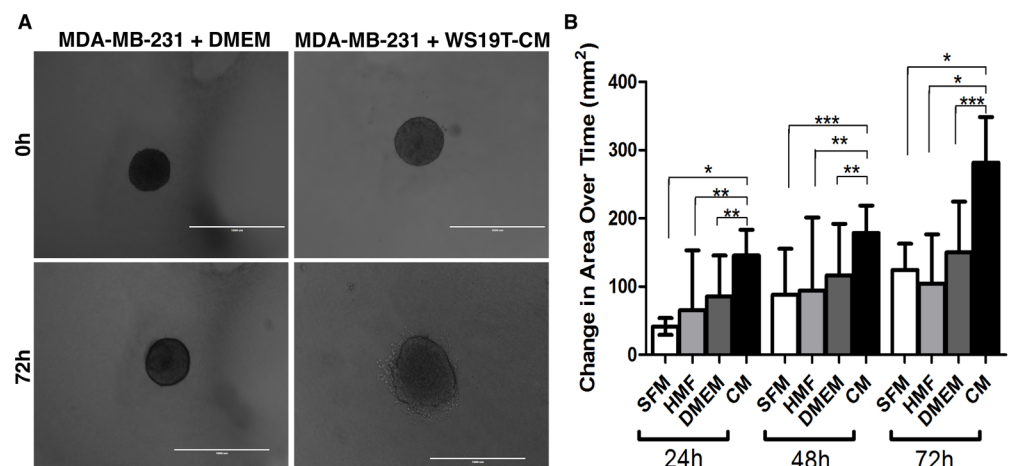 A
MDA-MB-231 + DMEM
MDA-MB-231 + WS19T-CM
0h
72h
B
Change in Area Over Time (mm²)
400
300
200
100
0
* ** **
*** ** **
* * ***
SFM HMF DMEM CM
SFM HMF DMEM CM
SFM HMF DMEM CM
24h 48h 72h